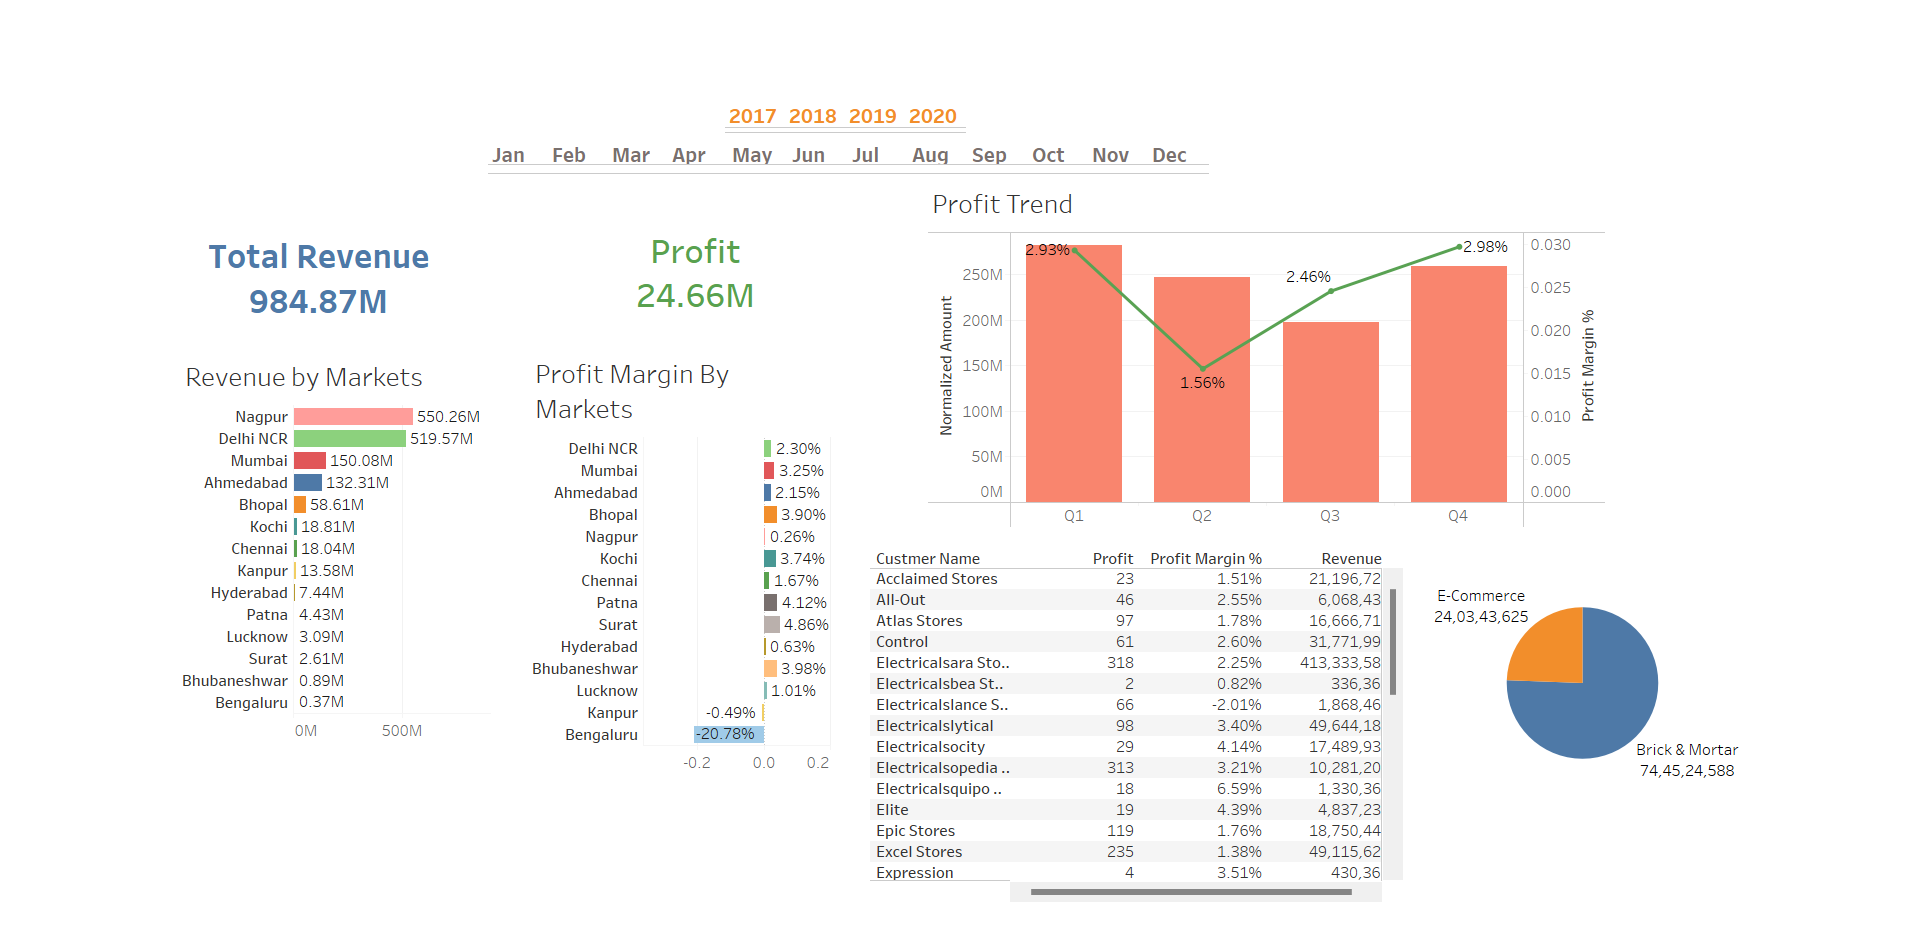 2017 2018 2019 2020
Jan Feb Mar Apr May Jun Jul Aug Sep Oct Nov Dec
Total Revenue
984.87M
Profit
24.66M
Revenue by Markets
Nagpur 550.26M
Delhi NCR 519.57M
Mumbai 150.08M
Ahmedabad 132.31M
Bhopal 58.61M
Kochi 18.81M
Chennai 18.04M
Kanpur 13.58M
Hyderabad 7.44M
Patna 4.43M
Lucknow 3.09M
Surat 2.61M
Bhubaneshwar 0.89M
Bengaluru 0.37M
0M 500M
Profit Margin By
Markets
Delhi NCR 2.30%
Mumbai 3.25%
Ahmedabad 2.15%
Bhopal 3.90%
Nagpur 0.26%
Kochi 3.74%
Chennai 1.67%
Patna 4.12%
Surat 4.86%
Hyderabad 0.63%
Bhubaneshwar 3.98%
Lucknow 1.01%
Kanpur -0.49%
Bengaluru -20.78%
-0.2 0.0 0.2
Profit Trend
Normalized Amount
250M
200M
150M
100M
50M
0M
2.93%
1.56%
2.46%
2.98%
0.030
0.025
0.020
0.015
0.010
0.005
0.000
Profit Margin %
Q1 Q2 Q3 Q4
Custmer Name Profit Profit Margin % Revenue
Acclaimed Stores 23 1.51% 21,196,72
All-Out 46 2.55% 6,068,43
Atlas Stores 97 1.78% 16,666,71
Control 61 2.60% 31,771,99
Electricalsara Sto.. 318 2.25% 413,333,58
Electricalsbea St.. 2 0.82% 336,36
Electricalslance S.. 66 -2.01% 1,868,46
Electricalslytical 98 3.40% 49,644,18
Electricalsocity 29 4.14% 17,489,93
Electricalsopedia .. 313 3.21% 10,281,20
Electricalsquipo .. 18 6.59% 1,330,36
Elite 19 4.39% 4,837,23
Epic Stores 119 1.76% 18,750,44
Excel Stores 235 1.38% 49,115,62
Expression 4 3.51% 430,36
E-Commerce
24,03,43,625
Brick & Mortar
74,45,24,588